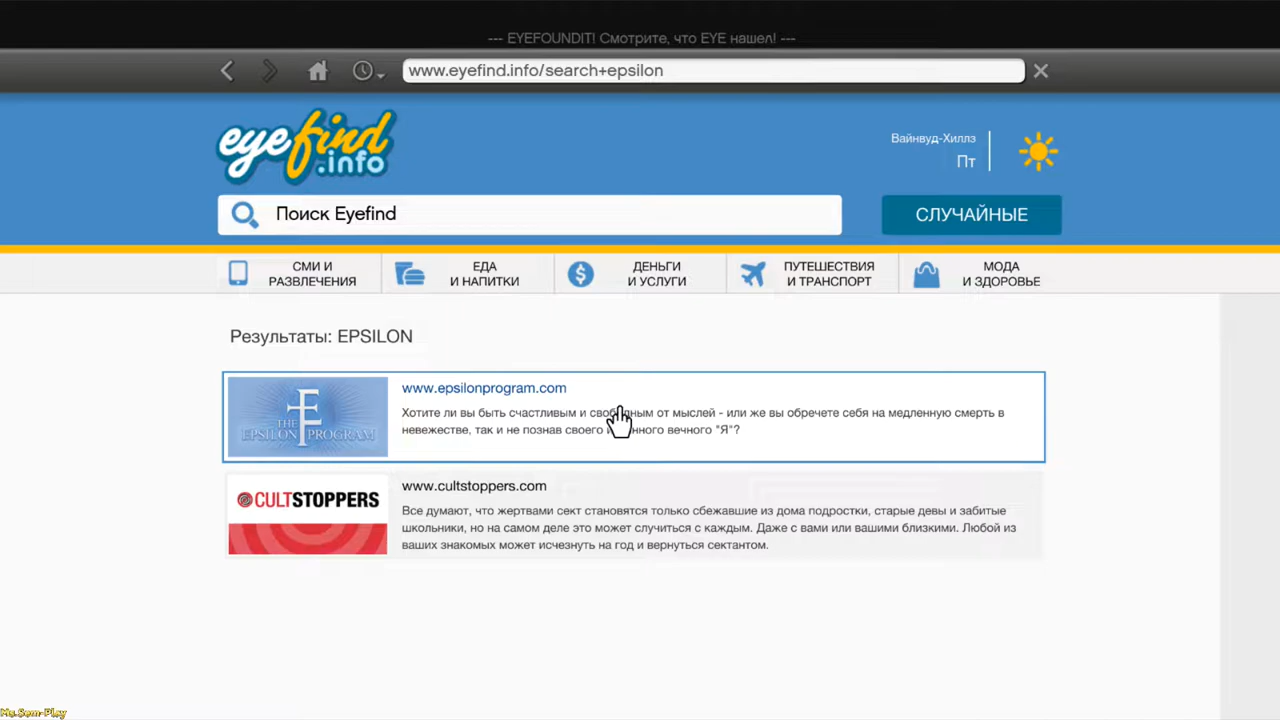 --- EYEFOUNDIT! Смотрите, что EYE нашел! ---
www.eyefind.info/search+epsilon
eyefind
.info
Вайнвуд-Хиллз
Пт
Поиск Eyefind
СЛУЧАЙНЫЕ
СМИ И
РАЗВЛЕЧЕНИЯ
ЕДА
И НАПИТКИ
ДЕНЬГИ
И УСЛУГИ
ПУТЕШЕСТВИЯ
И ТРАНСПОРТ
МОДА
И ЗДОРОВЬЕ
Результаты: EPSILON
THE
EPSILON PROGRAM
www.epsilonprogram.com
Хотите ли вы быть счастливым и свободным от мыслей - или же вы обречете себя на медленную смерть в
невежестве, так и не познав своего вечного "Я"?
CULTSTOPPERS
www.cultstoppers.com
Все думают, что жертвами сект становятся только сбежавшие из дома подростки, старые девы и забитые
школьники, но на самом деле это может случиться с каждым. Даже с вами или вашими близкими. Любой из
ваших знакомых может исчезнуть на год и вернуться сектантом.
Ms.Sem-Play